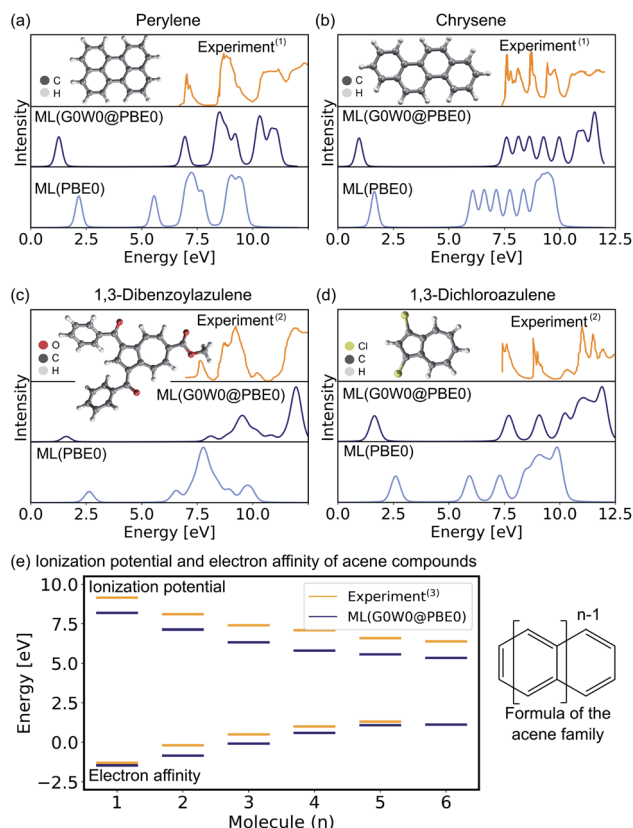 (a) Perylene
Experiment(1)
C
H
ML(G0W0@PBE0)
ML(PBE0)
Intensity
0.0 2.5 5.0 7.5 10.0
Energy [eV]
(b) Chrysene
Experiment(1)
C
H
ML(G0W0@PBE0)
ML(PBE0)
Intensity
0.0 2.5 5.0 7.5 10.0 12.5
Energy [eV]
(c) 1,3-Dibenzoylazulene
Experiment(2)
O
C
H
ML(G0W0@PBE0)
ML(PBE0)
Intensity
0.0 2.5 5.0 7.5 10.0
Energy [eV]
(d) 1,3-Dichloroazulene
Experiment(2)
Cl
C
H
ML(G0W0@PBE0)
ML(PBE0)
Intensity
0.0 2.5 5.0 7.5 10.0 12.5
Energy [eV]
(e) Ionization potential and electron affinity of acene compounds
Ionization potential
Experiment(3)
ML(G0W0@PBE0)
Electron affinity
Energy [eV]
10.0
7.5
5.0
2.5
0.0
−2.5
1 2 3 4 5 6
Molecule (n)
n-1
Formula of the
acene family